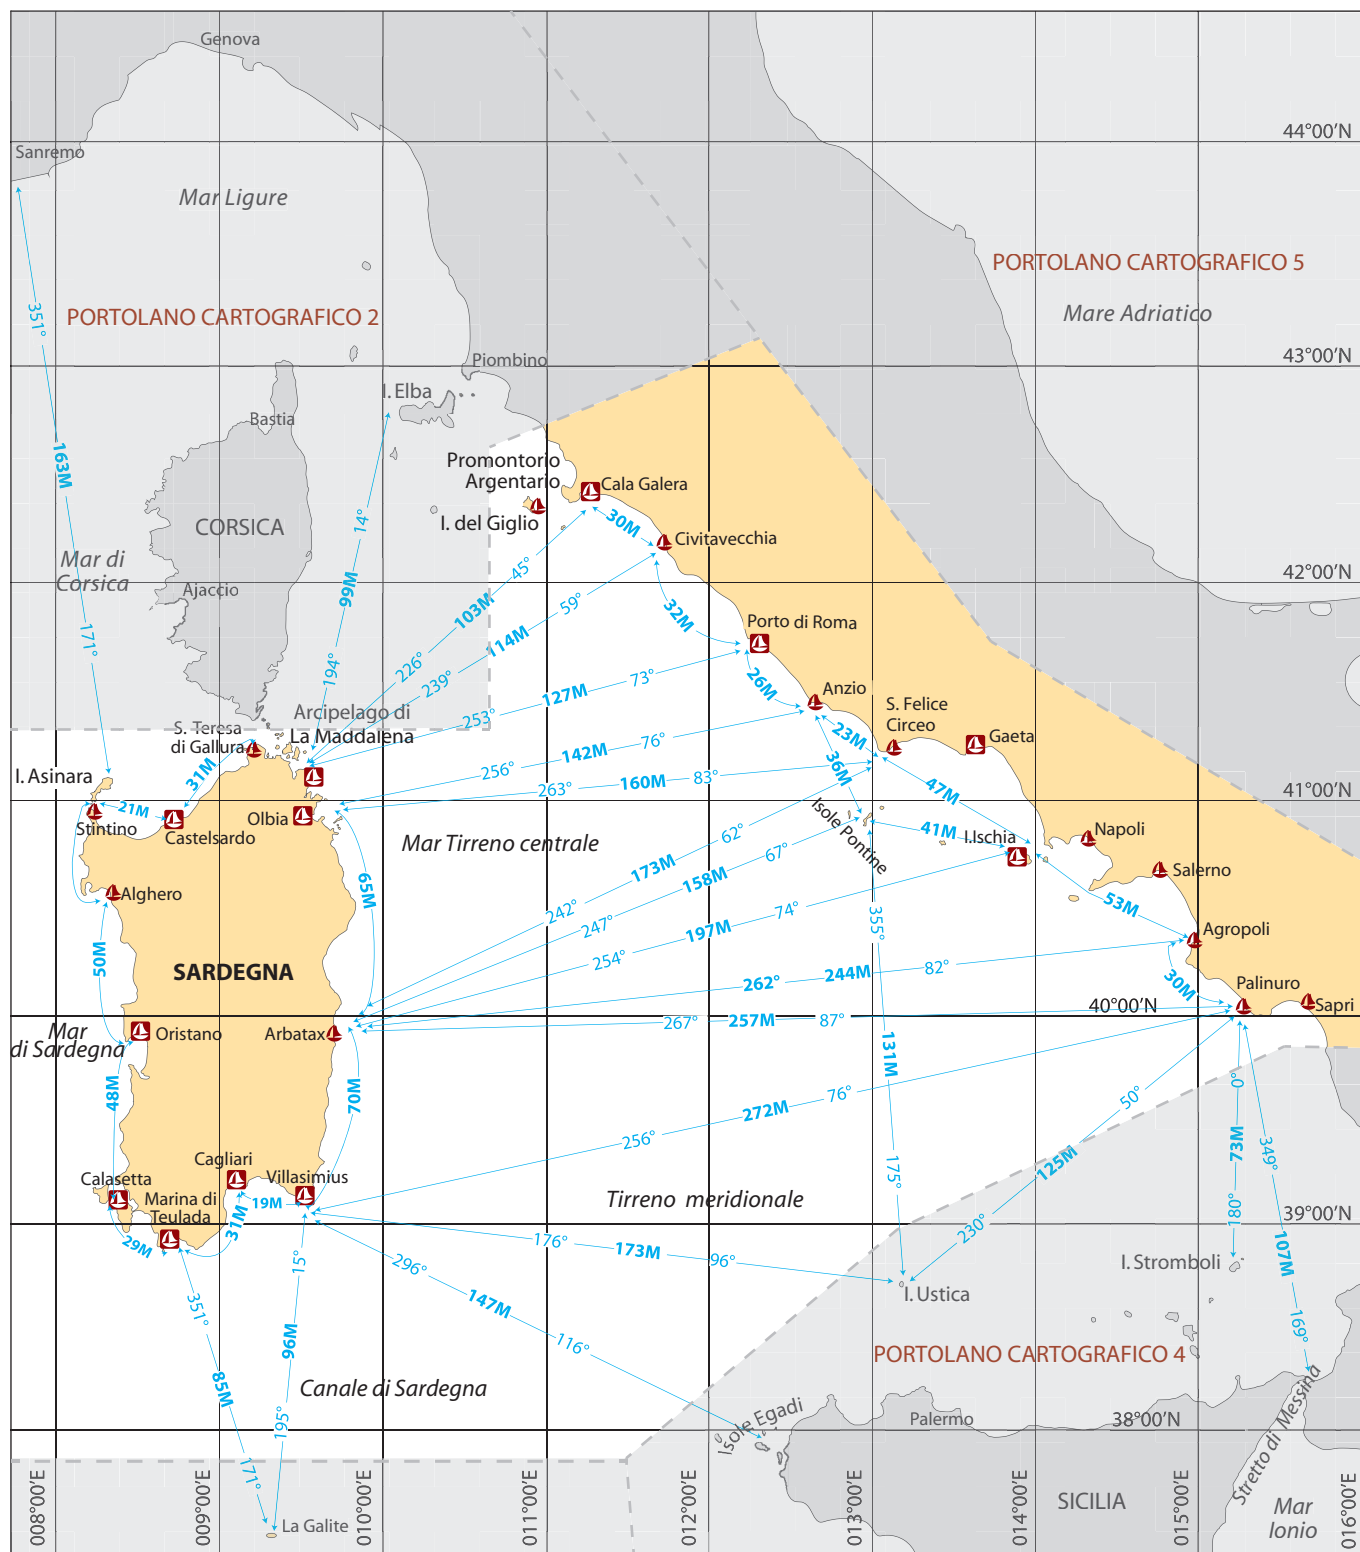 Genova
44°00’N
Sanremo
Mar Ligure
PORTOLANO CARTOGRAFICO 5
Mare Adriatico
351°
PORTOLANO CARTOGRAFICO 2
43°00’N
Piombino
I. Elba
Bastia
163M
Promontorio
Argentario
Cala Galera
I. del Giglio
CORSICA
14°
30M
Civitavecchia
Mar di
Corsica
45°
42°00’N
Ajaccio
99M
103M
59°
32M
Porto di Roma
171°
114M
194°
226°
239°
127M
73°
26M
Anzio
253°
S. Felice
Circeo
Arcipelago di
La Maddalena
S. Teresa
di Gallura
142M
76°
23M
Gaeta
31M
I. Asinara
256°
263°
160M
83°
36M
47M
41°00’N
21M
Stintino
Castelsardo
Olbia
Isole Pontine
41M
I.Ischia
Napoli
Mar Tirreno centrale
62°
67°
173M
158M
Salerno
Alghero
65M
242°
247°
74°
197M
355°
53M
Agropoli
50M
SARDEGNA
254°
262°
244M
82°
30M
Palinuro
40°00’N
Sapri
Mar
di Sardegna
Oristano
Arbatax
267°
257M
87°
131M
48M
70M
272M
76°
50°
0°
256°
73M
349°
125M
Cagliari
Villasimius
Calasetta
Marina di
Teulada
19M
31M
29M
175°
Tirreno meridionale
180°
39°00’N
230°
176°
173M
96°
15°
296°
107M
I. Stromboli
I. Ustica
351°
147M
116°
96M
169°
PORTOLANO CARTOGRAFICO 4
85M
Canale di Sardegna
195°
Isole Egadi
Palermo
38°00’N
Stretto di Messina
171°
SICILIA
Mar
Ionio
La Galite
008°00’E
009°00’E
010°00’E
011°00’E
012°00’E
013°00’E
014°00’E
015°00’E
016°00’E